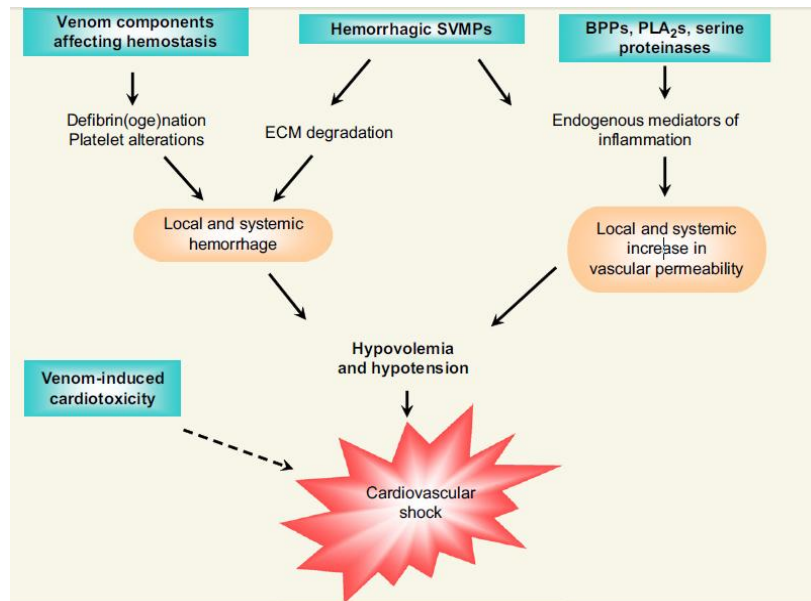 Venom components
affecting hemostasis
Hemorrhagic SVMPs
BPPs, PLA₂s, serine
proteinases
Defibrin(oge)nation
Platelet alterations
ECM degradation
Endogenous mediators of
inflammation
Local and systemic
hemorrhage
Local and systemic
increase in
vascular permeability
Hypovolemia
and hypotension
Venom-induced
cardiotoxicity
Cardiovascular
shock